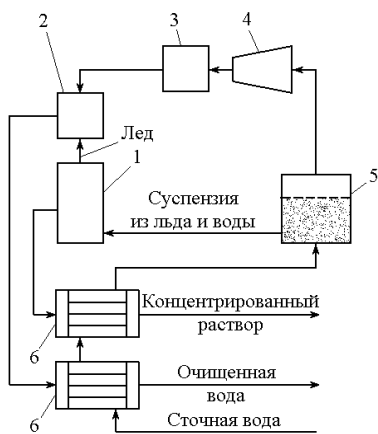 2
3
4
Лед
1
5
Суспензия
из льда и воды
Концентрированный
раствор
6
Очищенная
вода
6
Сточная вода